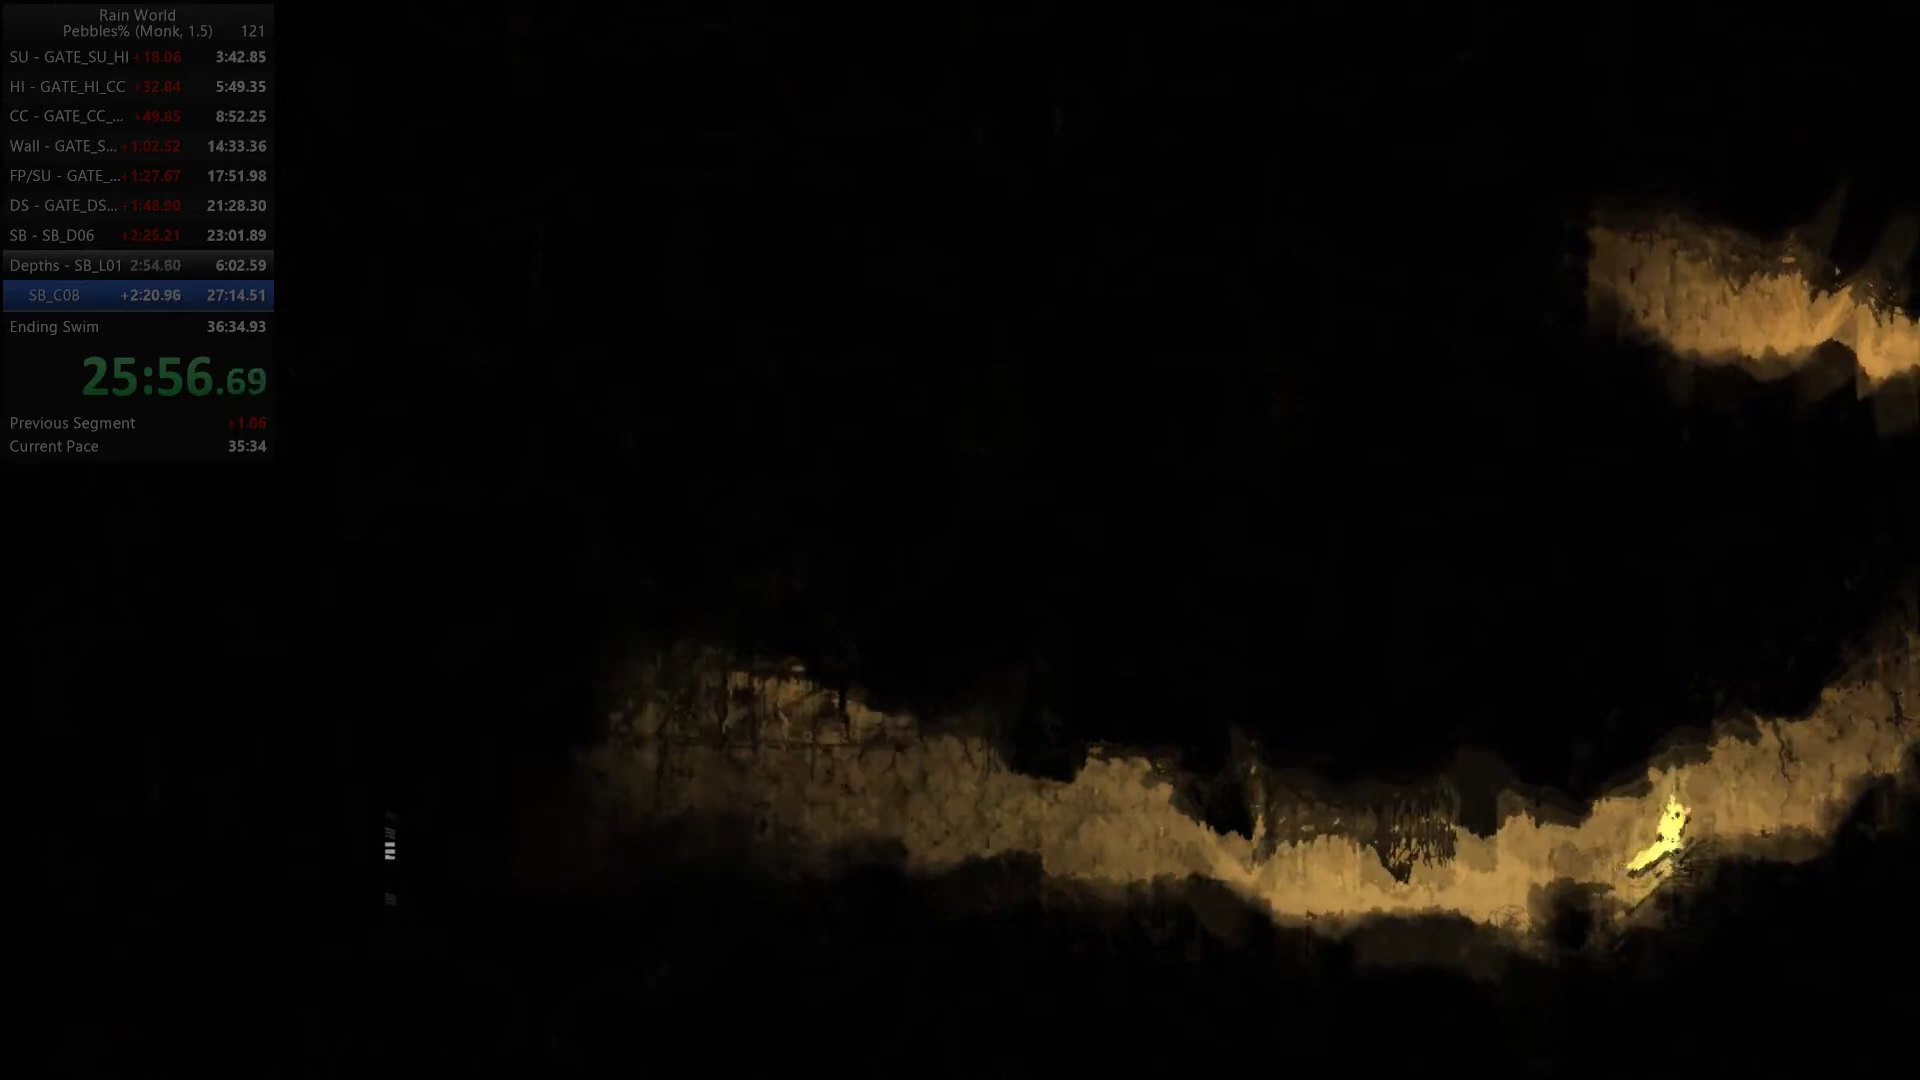 Rain World
Pebbles% (Monk, 1.5) 121
SU - GATE_SU_HI +18.06 3:42.85
HI - GATE_HI_CC +32.84 5:49.35
CC - GATE_CC_... +49.85 8:52.25
Wall - GATE_S... +1:02.52 14:33.36
FP/SU - GATE_... +1:27.67 17:51.98
DS - GATE_DS... +1:48.90 21:28.30
SB - SB_D06 +2:25.21 23:01.89
Depths - SB_L01 2:54.60 6:02.59
SB_C08 +2:20.96 27:14.51
Ending Swim 36:34.93
25:56.69
Previous Segment +1.06
Current Pace 35:34